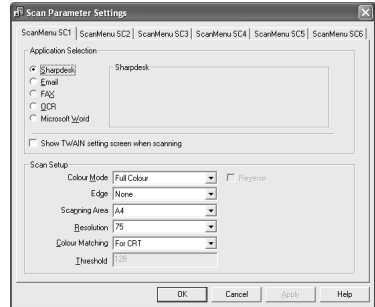 Scan Parameter Settings
ScanMenu SC1 ScanMenu SC2 ScanMenu SC3 ScanMenu SC4 ScanMenu SC5 ScanMenu SC6
Application Selection
Sharpdesk
Sharpdesk
Email
FAX
OCR
Microsoft Word
Show TWAIN setting screen when scanning
Scan Setup
Colour Mode Full Colour Reverse
Edge None
Scanning Area A4
Resolution 75
Colour Matching For CRT
Threshold 128
OK Cancel Apply Help